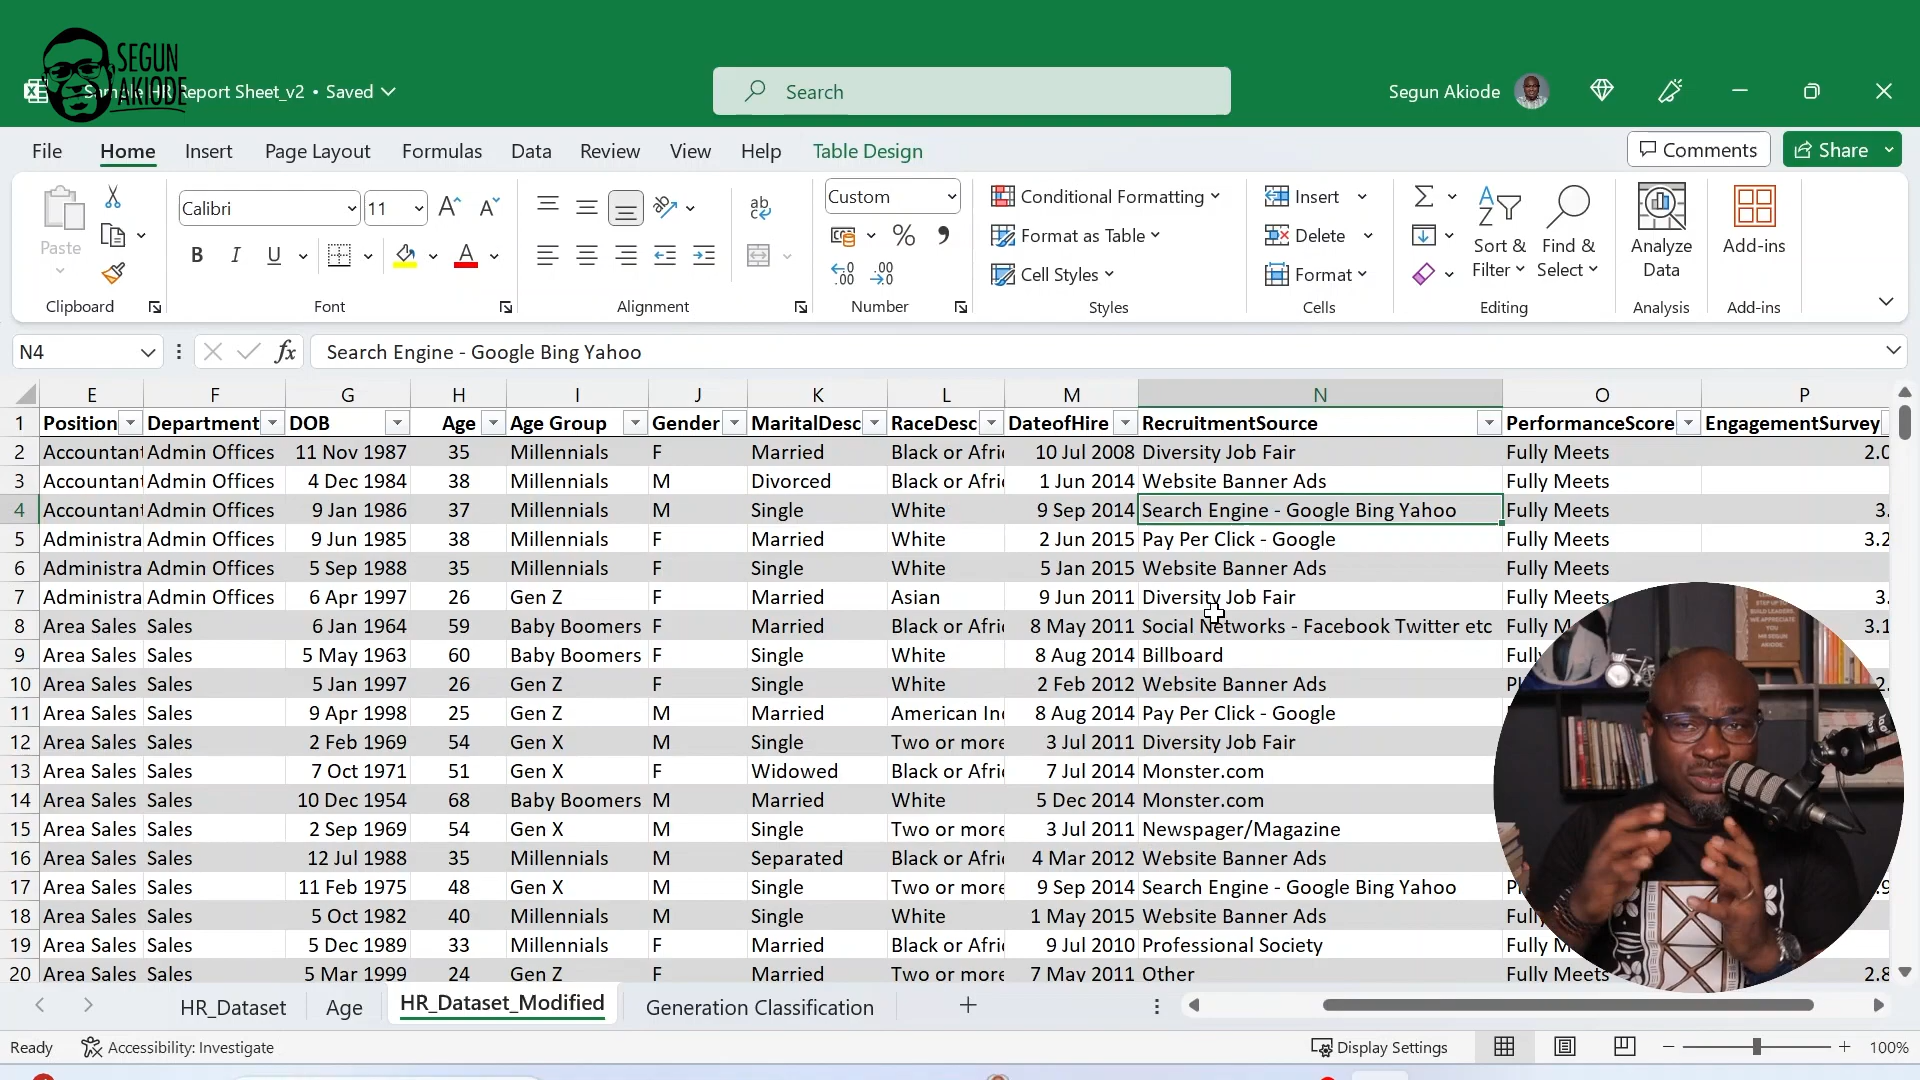 SEGUN
AKIODE
Sample HR Report Sheet_v2 • Saved
Search
Segun Akiode
File Home Insert Page Layout Formulas Data Review View Help Table Design
Comments Share
Paste
Calibri 11
B I U
ab
Custom
Conditional Formatting
Format as Table
Cell Styles
Insert
Delete
Format
Sort & Filter
Find & Select
Analyze Data
Add-ins
Clipboard Font Alignment Number Styles Cells Editing Analysis Add-ins
N4 fx Search Engine - Google Bing Yahoo
E F G H I J K L M N O P
1 Position Department DOB Age Age Group Gender MaritalDesc RaceDesc DateofHire RecruitmentSource PerformanceScore EngagementSurvey
2 Accountant Admin Offices 11 Nov 1987 35 Millennials F Married Black or Afri 10 Jul 2008 Diversity Job Fair Fully Meets 2.0
3 Accountant Admin Offices 4 Dec 1984 38 Millennials M Divorced Black or Afri 1 Jun 2014 Website Banner Ads Fully Meets
4 Accountant Admin Offices 9 Jan 1986 37 Millennials M Single White 9 Sep 2014 Search Engine - Google Bing Yahoo Fully Meets 3.
5 Administra Admin Offices 9 Jun 1985 38 Millennials F Married White 2 Jun 2015 Pay Per Click - Google Fully Meets 3.2
6 Administra Admin Offices 5 Sep 1988 35 Millennials F Single White 5 Jan 2015 Website Banner Ads Fully Meets
7 Administra Admin Offices 6 Apr 1997 26 Gen Z F Married Asian 9 Jun 2011 Diversity Job Fair Fully Meets 3.
8 Area Sales Sales 6 Jan 1964 59 Baby Boomers F Married Black or Afri 8 May 2011 Social Networks - Facebook Twitter etc Fully M 3.1
9 Area Sales Sales 5 May 1963 60 Baby Boomers F Single White 8 Aug 2014 Billboard Fully
10 Area Sales Sales 5 Jan 1997 26 Gen Z F Single White 2 Feb 2012 Website Banner Ads 2.
11 Area Sales Sales 9 Apr 1998 25 Gen Z M Married American Ind 8 Aug 2014 Pay Per Click - Google
12 Area Sales Sales 2 Feb 1969 54 Gen X M Single Two or more 3 Jul 2011 Diversity Job Fair
13 Area Sales Sales 7 Oct 1971 51 Gen X F Widowed Black or Afri 7 Jul 2014 Monster.com
14 Area Sales Sales 10 Dec 1954 68 Baby Boomers M Married White 5 Dec 2014 Monster.com
15 Area Sales Sales 2 Sep 1969 54 Gen X M Single Two or more 3 Jul 2011 Newspager/Magazine
16 Area Sales Sales 12 Jul 1988 35 Millennials M Separated Black or Afri 4 Mar 2012 Website Banner Ads
17 Area Sales Sales 11 Feb 1975 48 Gen X M Single Two or more 9 Sep 2014 Search Engine - Google Bing Yahoo
18 Area Sales Sales 5 Oct 1982 40 Millennials M Single White 1 May 2015 Website Banner Ads Full
19 Area Sales Sales 5 Dec 1989 33 Millennials F Married Black or Afri 9 Jul 2010 Professional Society Fully M
20 Area Sales Sales 5 Mar 1999 24 Gen Z F Married Two or more 7 May 2011 Other Fully Meets 2.8
HR_Dataset Age HR_Dataset_Modified Generation Classification
Ready Accessibility: Investigate Display Settings 100%